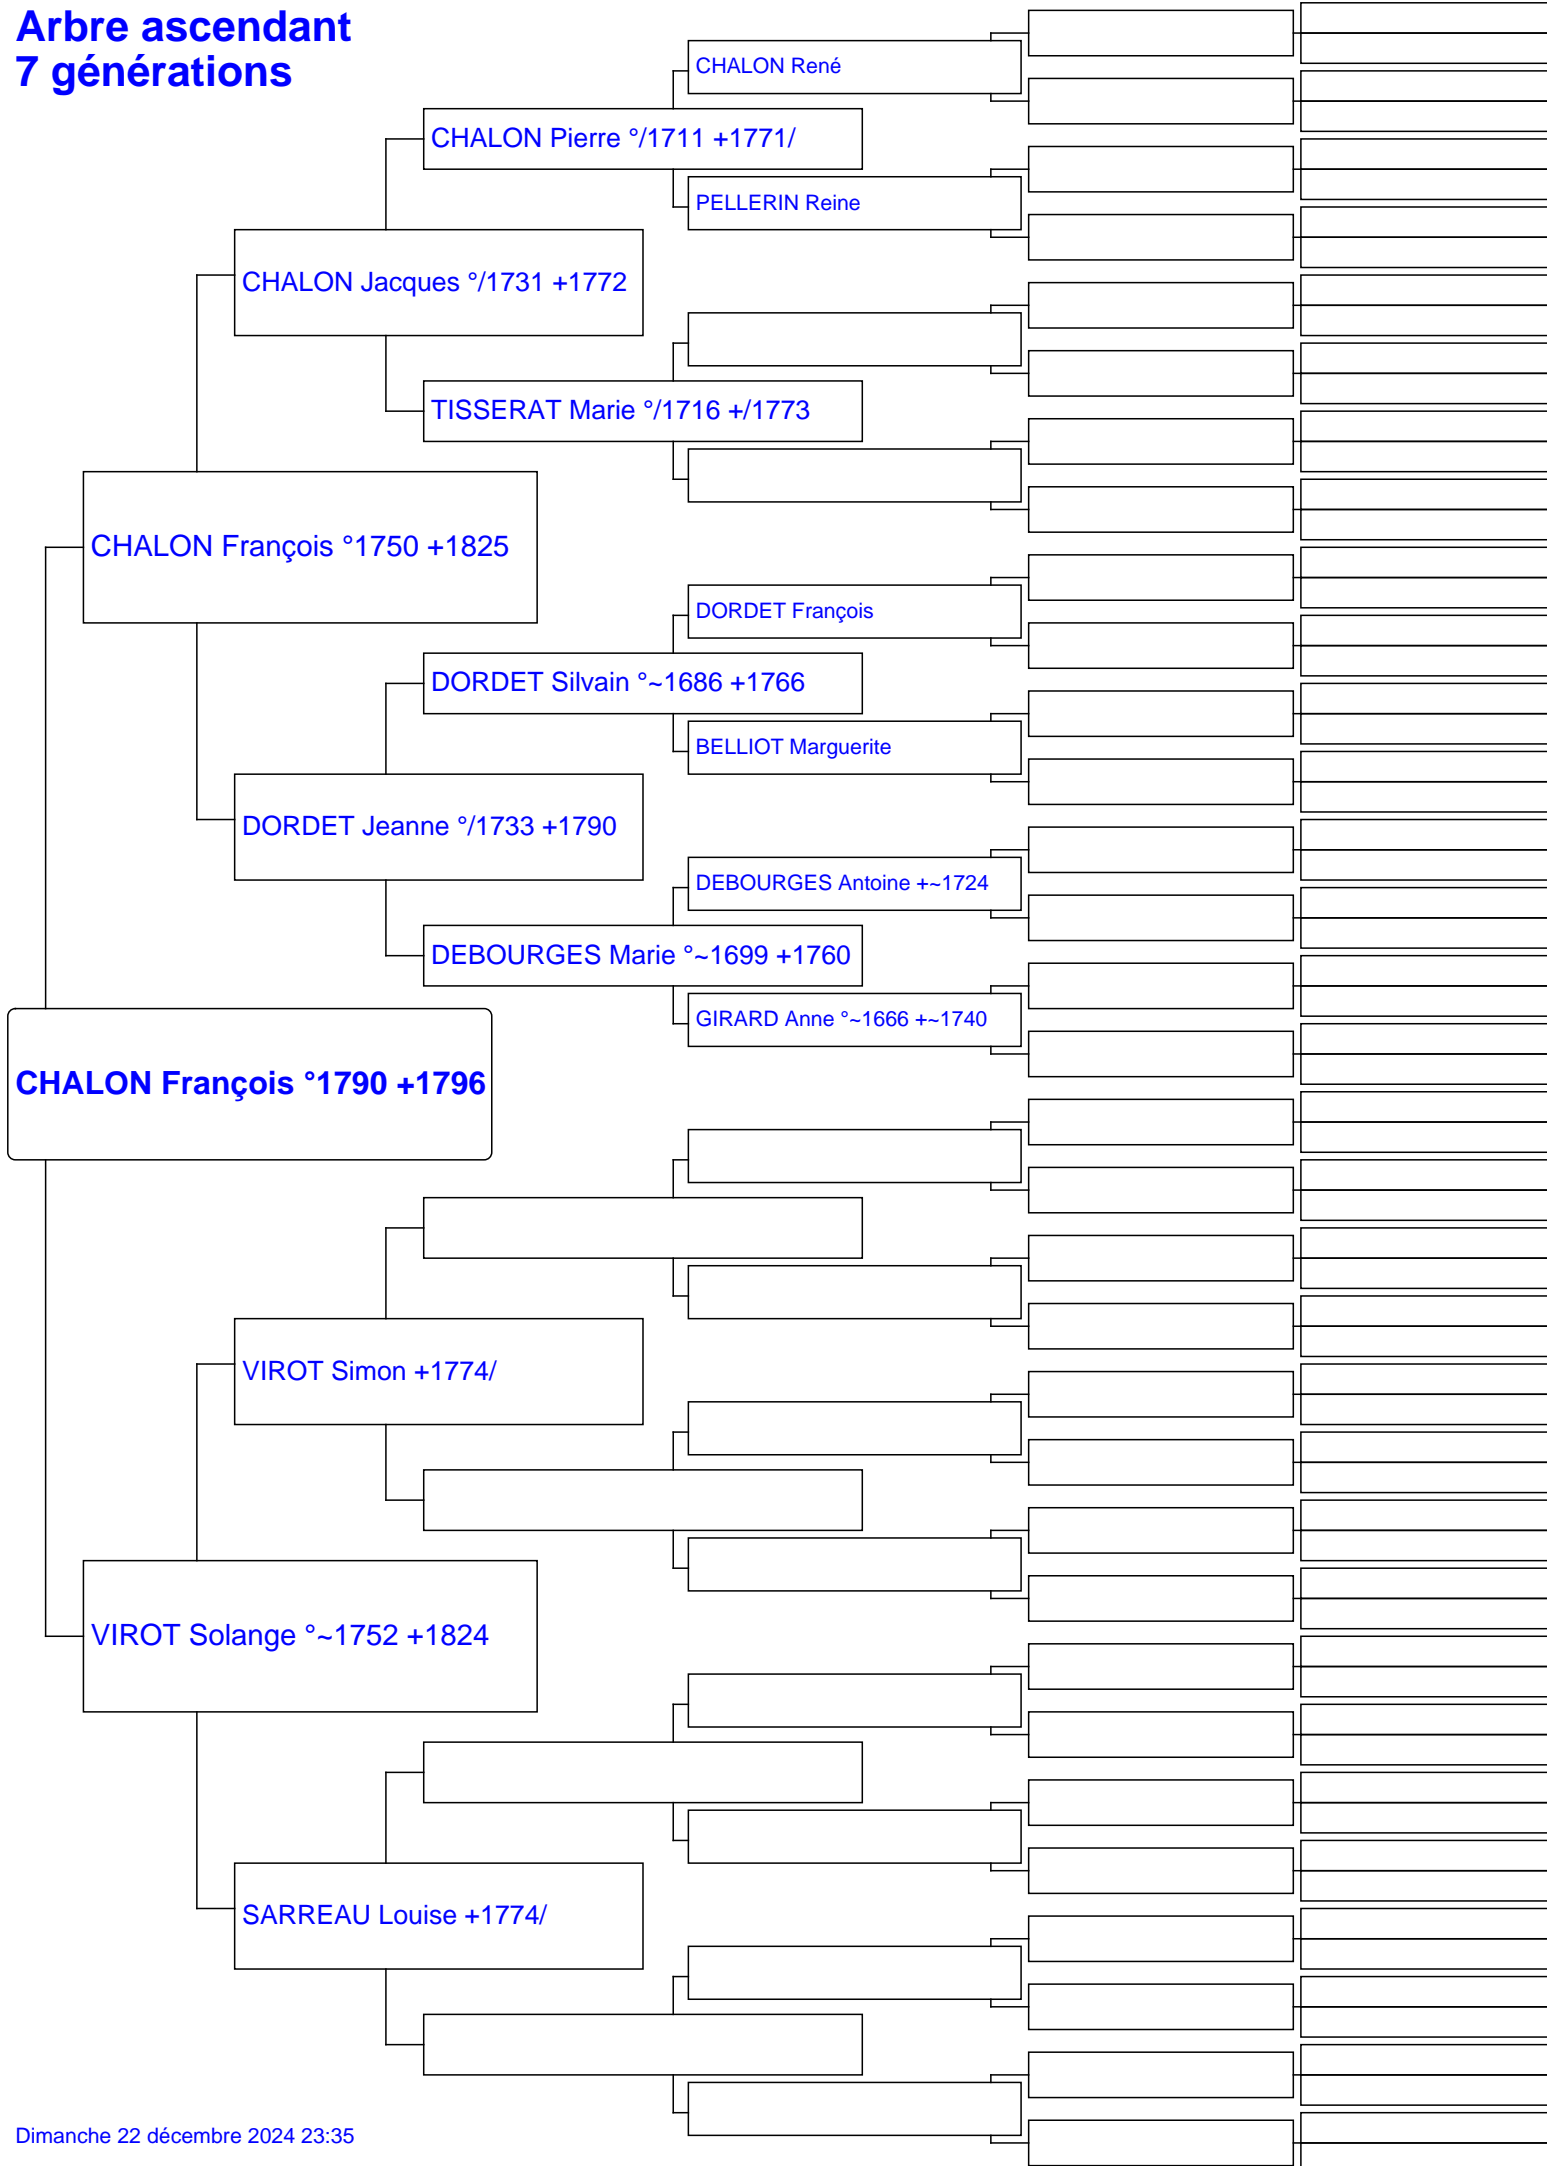 Arbre ascendant
7 générations
CHALON René
CHALON Pierre °/1711 +1771/
PELLERIN Reine
CHALON Jacques °/1731 +1772
TISSERAT Marie °/1716 +/1773
CHALON François °1750 +1825
DORDET François
DORDET Silvain °~1686 +1766
BELLIOT Marguerite
DORDET Jeanne °/1733 +1790
DEBOURGES Antoine +~1724
DEBOURGES Marie °~1699 +1760
GIRARD Anne °~1666 +~1740
CHALON François °1790 +1796
VIROT Simon +1774/
VIROT Solange °~1752 +1824
SARREAU Louise +1774/
Dimanche 22 décembre 2024 23:35